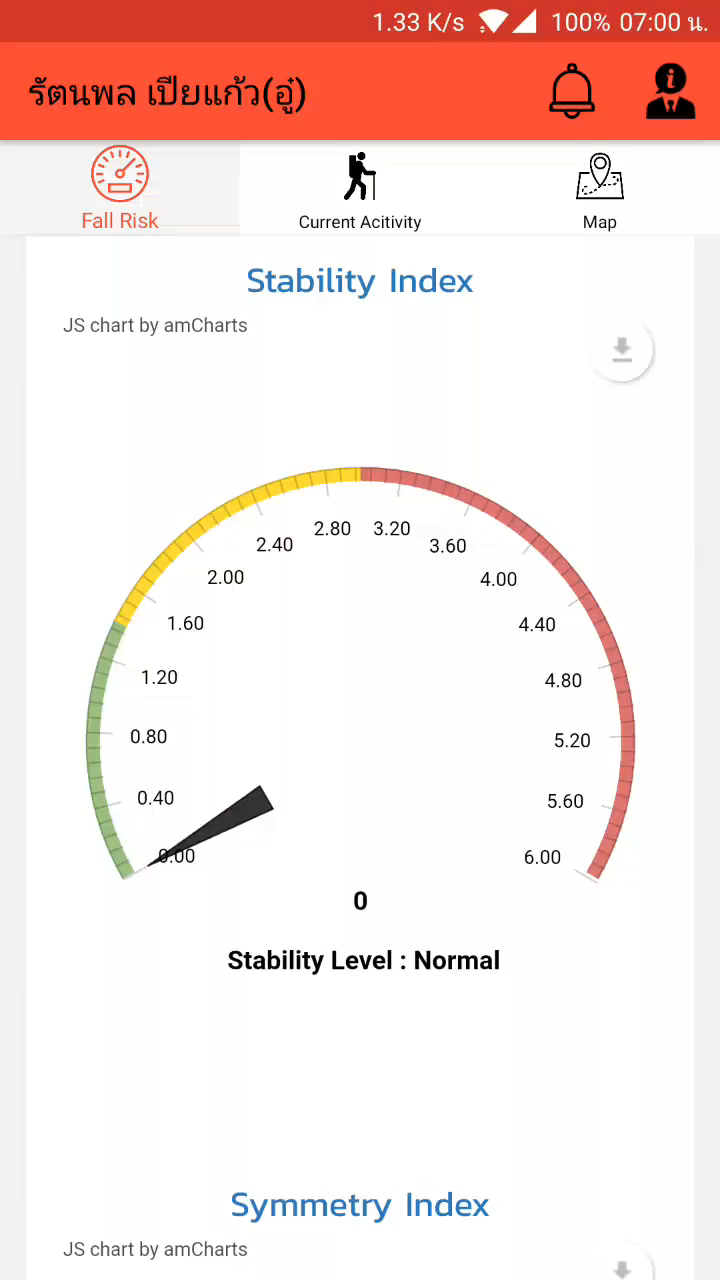 1.33 K/s 100% 07:00 น.
รัตนพล เปียแก้ว(อู๋)
Fall Risk
Current Acitivity
Map
Stability Index
JS chart by amCharts
0.00
0.40
0.80
1.20
1.60
2.00
2.40
2.80
3.20
3.60
4.00
4.40
4.80
5.20
5.60
6.00
0
Stability Level : Normal
Symmetry Index
JS chart by amCharts